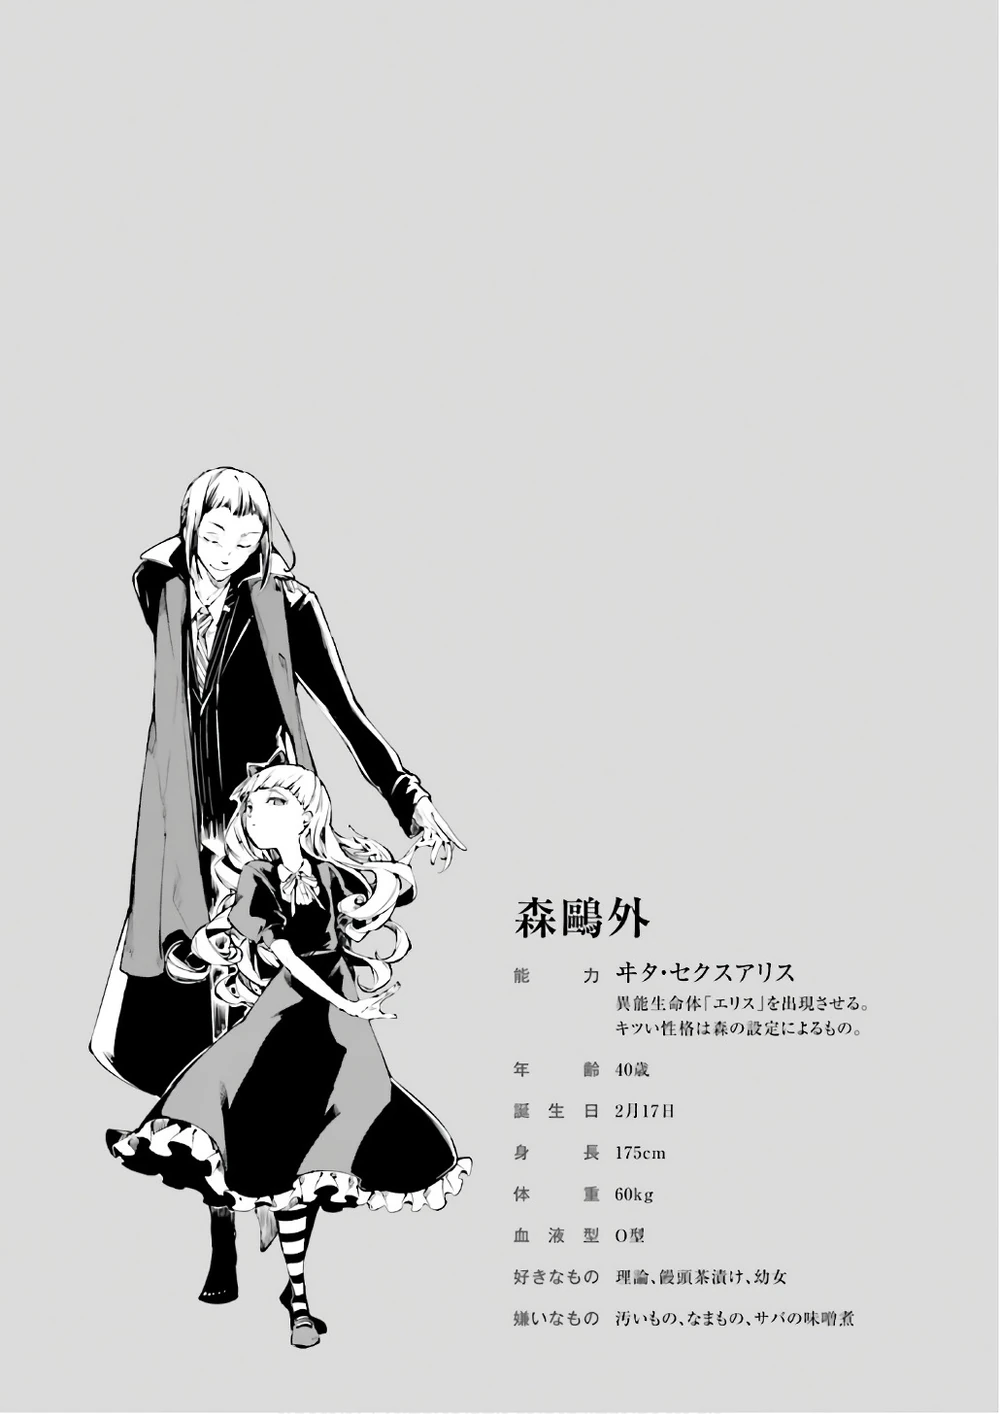 森鷗外
能力 ヰタ・セクスアリス
異能生命体「エリス」を出現させる。
キツい性格は森の設定によるもの。
年齢 40歳
誕生日 2月17日
身長 175cm
体重 60kg
血液型 O型
好きなもの 理論、饅頭茶漬け、幼女
嫌いなもの 汚いもの、なまもの、サバの味噌煮